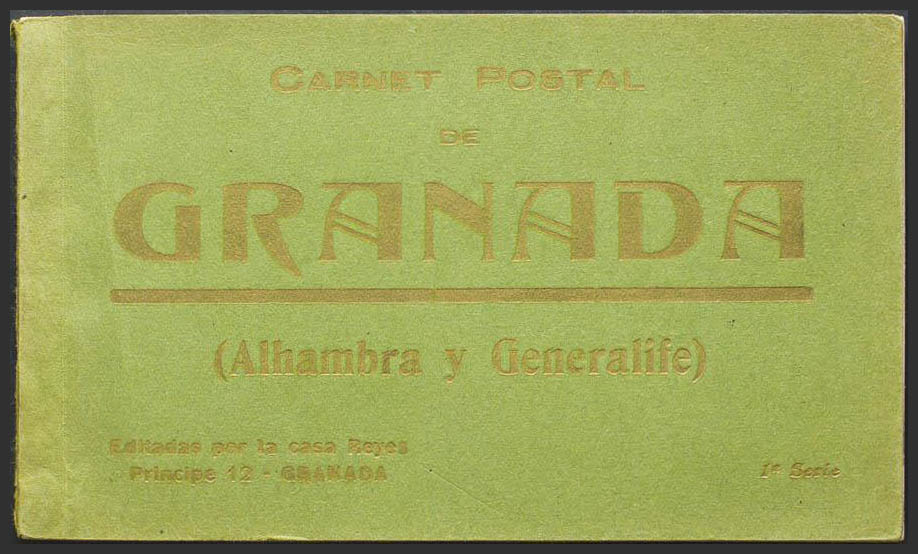 CARNET POSTAL
DE
GRANADA
(Alhambra y Generalife)
Editadas por la casa Reyes
Principe 12 - GRANADA
1ª Serie